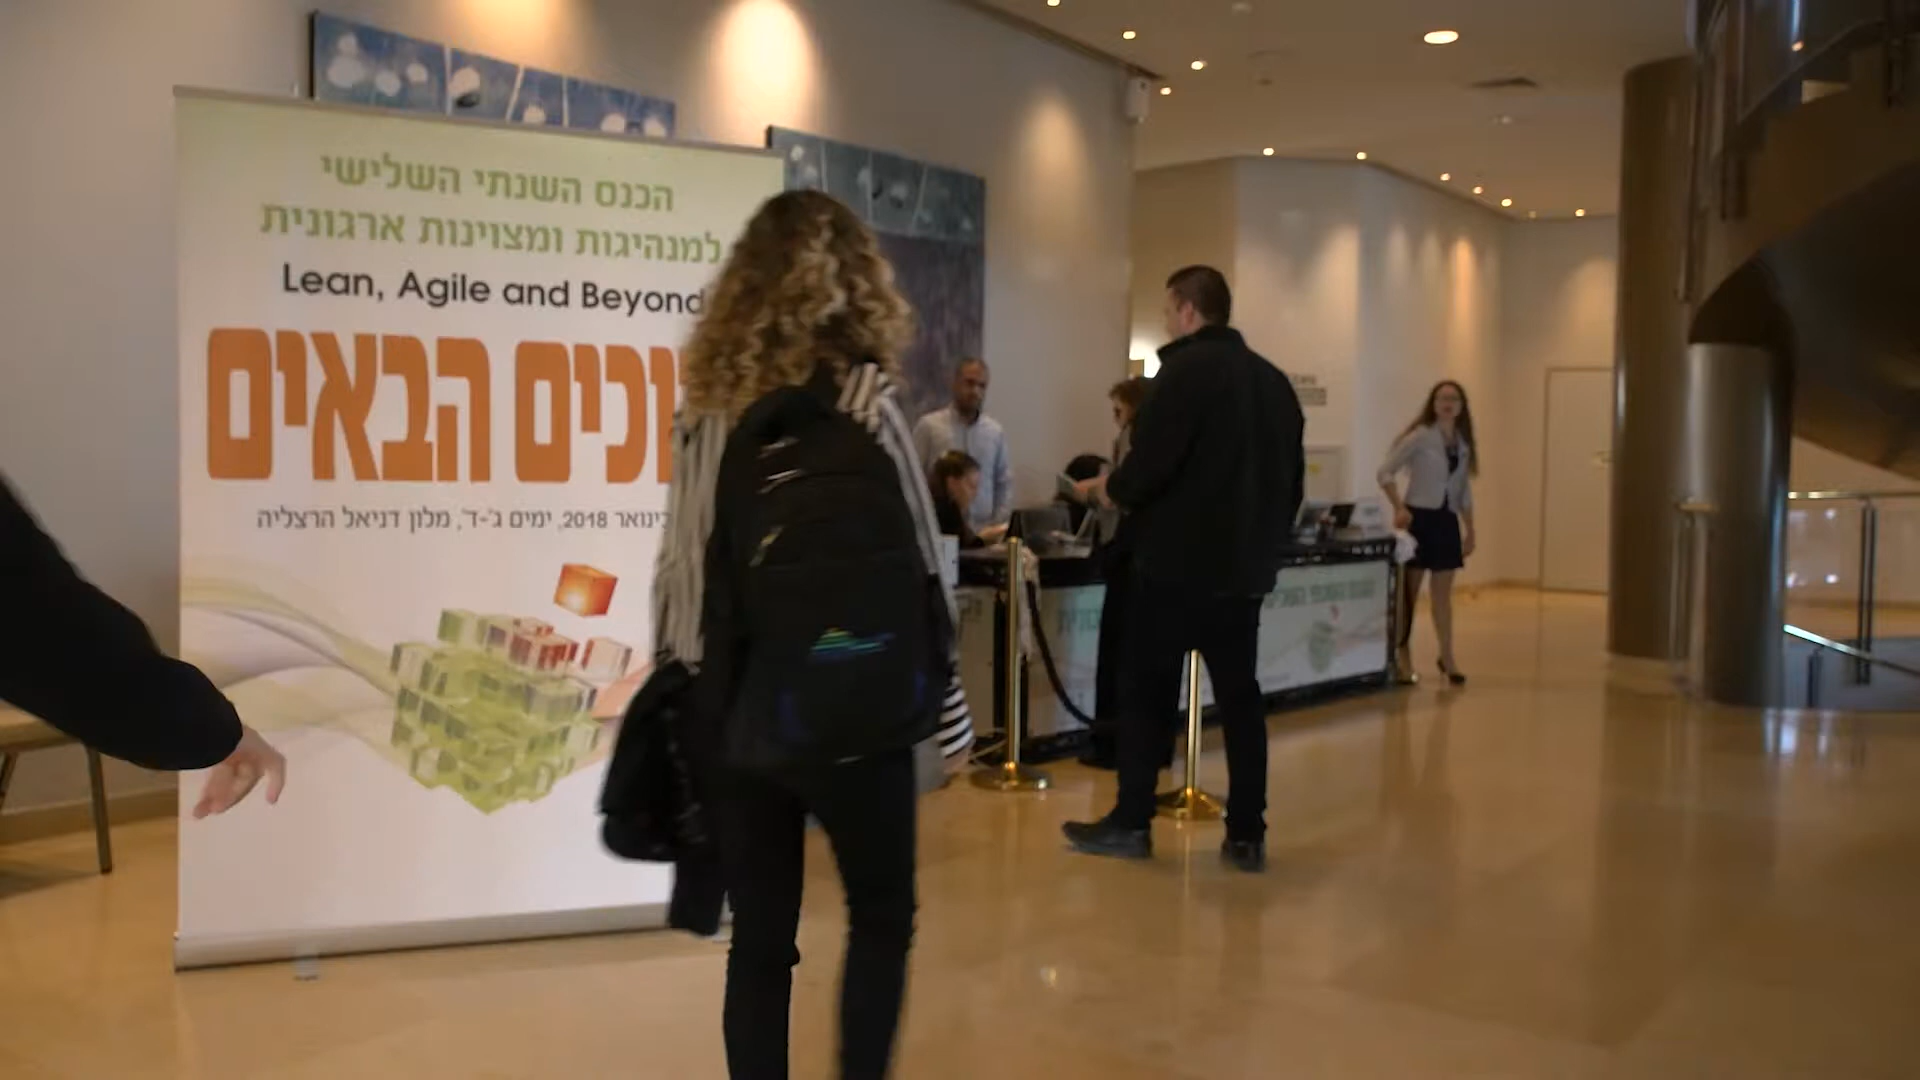 הכנס השנתי השלישי
למנהיגות ומצוינות ארגונית
Lean, Agile and Beyond
הבאים
ינואר 2018, ימים ג'-ד', מלון דניאל הרצליה